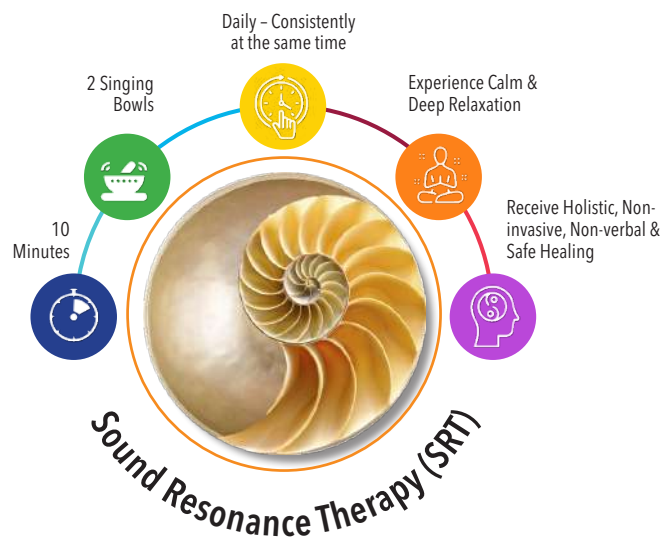 10
Minutes
2 Singing
Bowls
Daily – Consistently
at the same time
Experience Calm &
Deep Relaxation
Receive Holistic, Non-
invasive, Non-verbal &
Safe Healing
Sound Resonance Therapy (SRT)